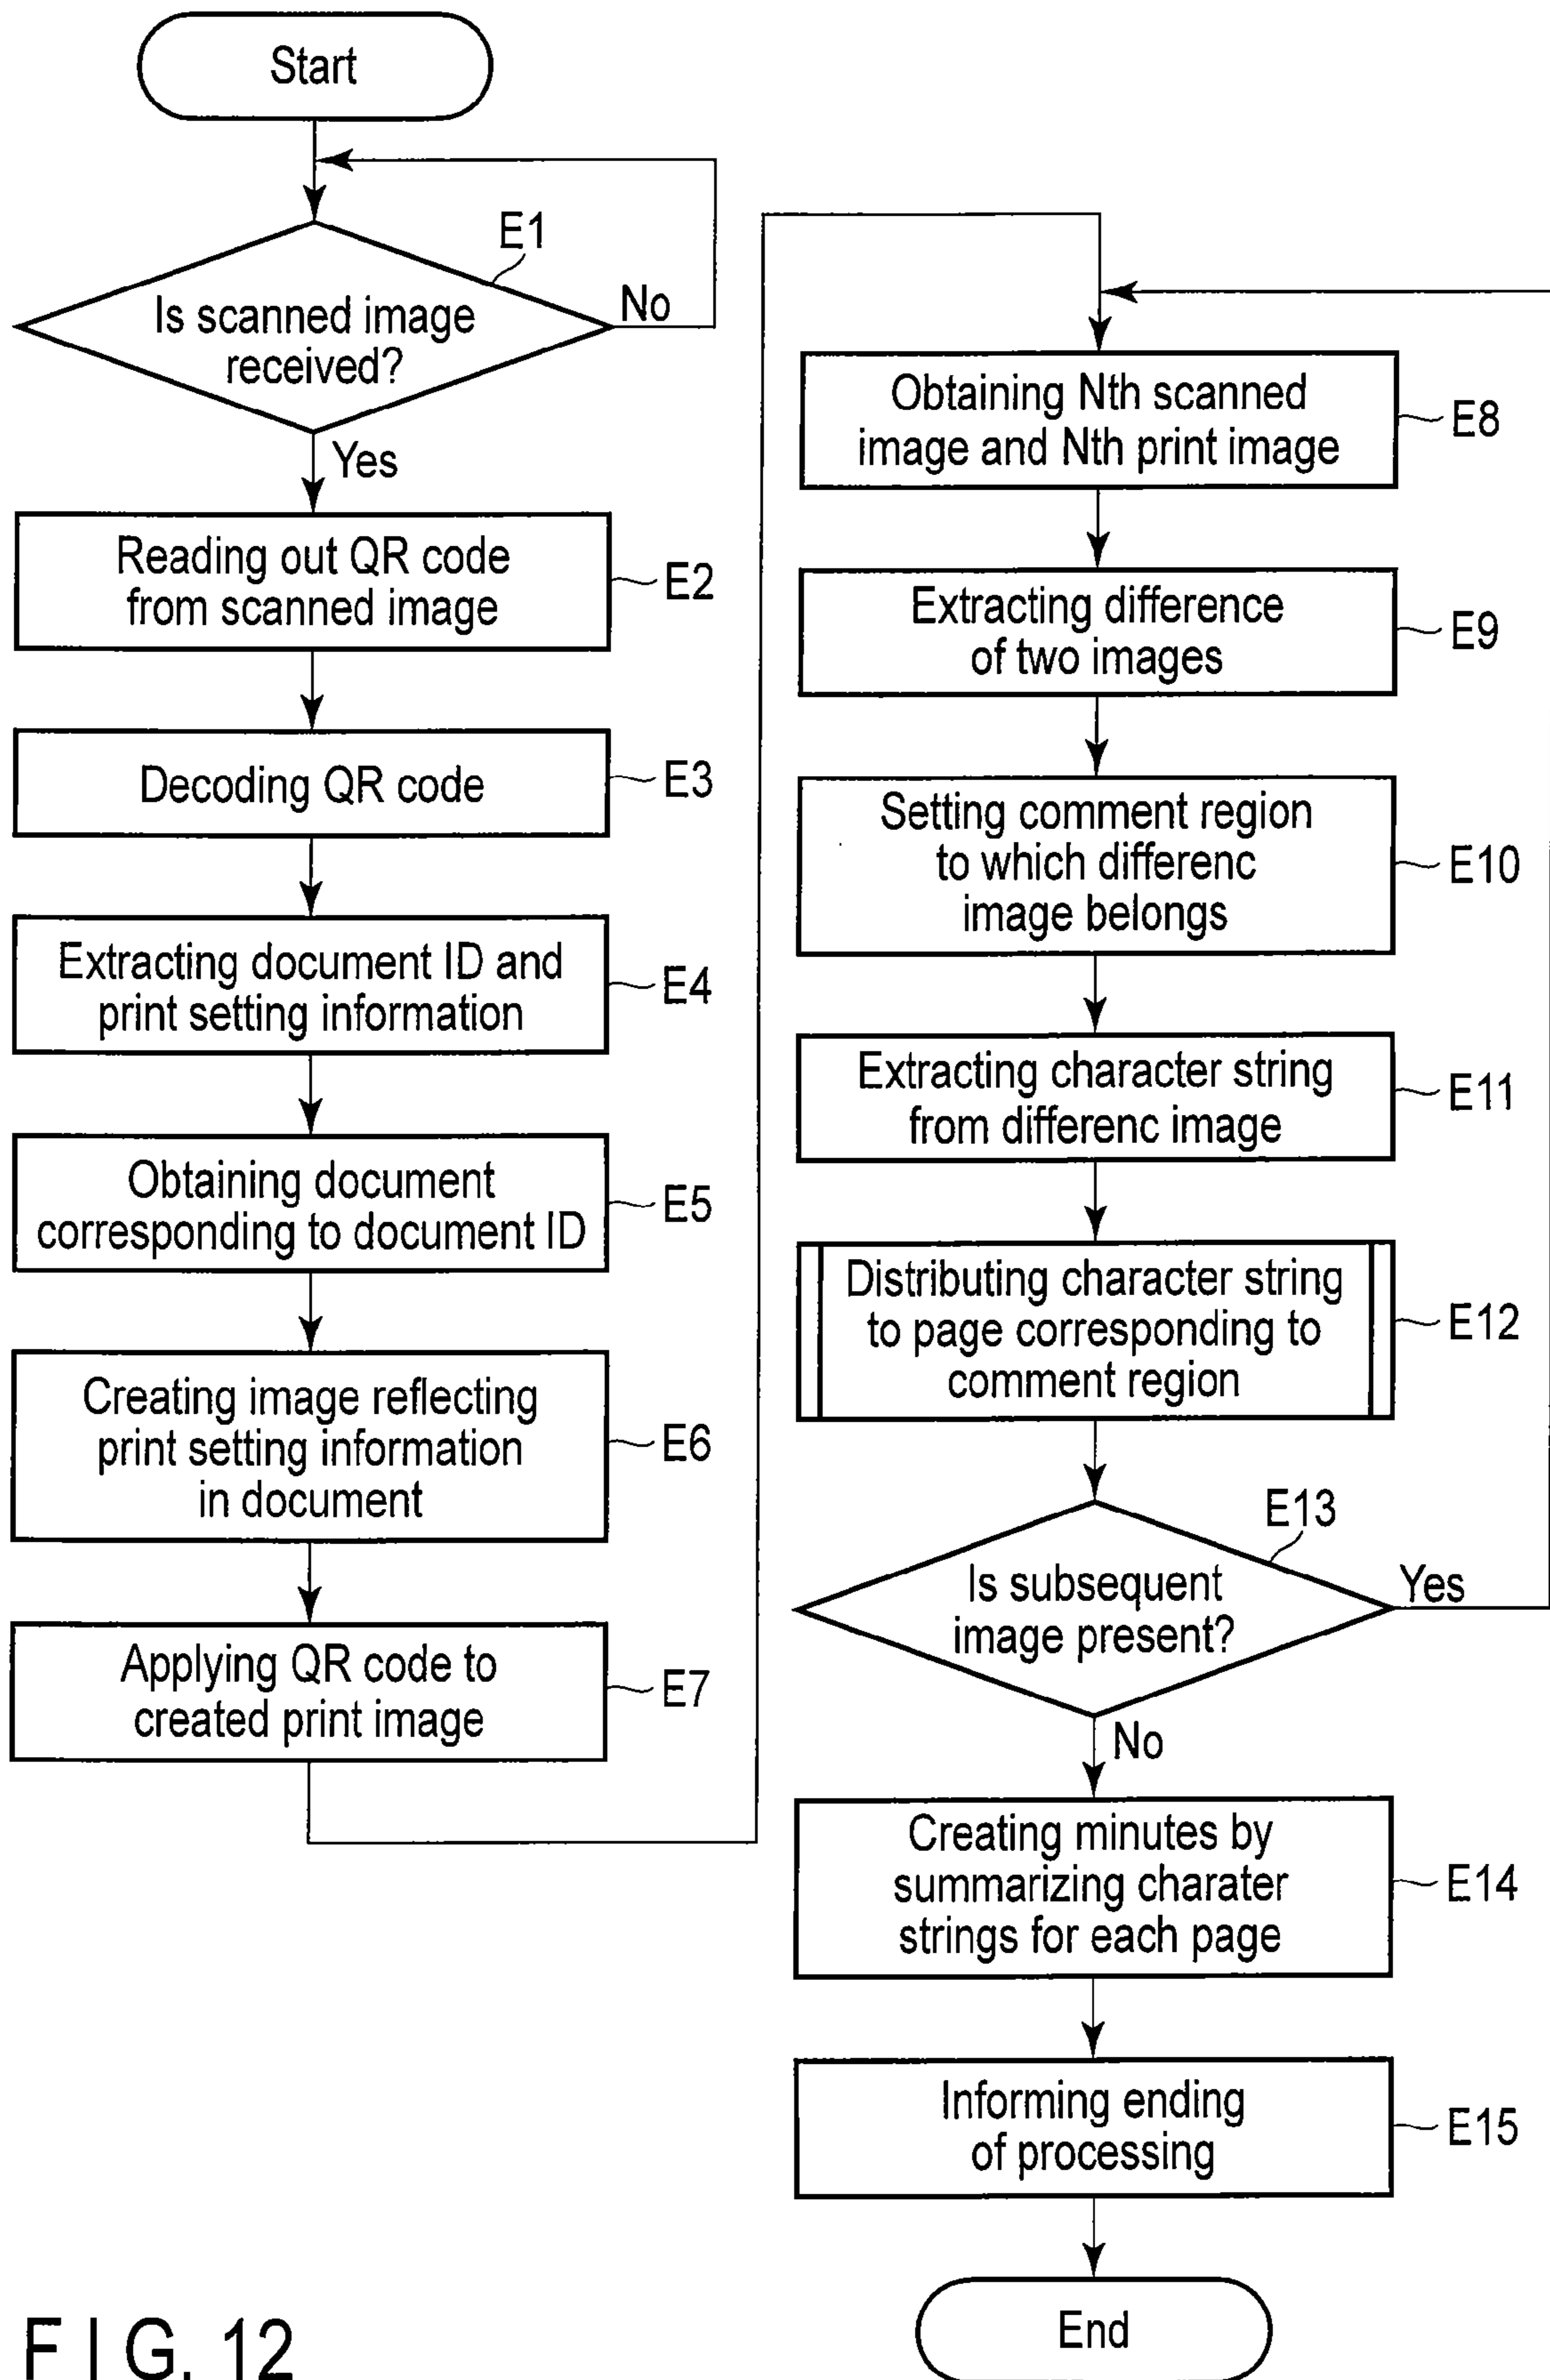 Start
E1
Is scanned image
received?
No
Yes
Reading out QR code
from scanned image
E2
Decoding QR code
E3
Extracting document ID and
print setting information
E4
Obtaining document
corresponding to document ID
E5
Creating image reflecting
print setting information
in document
E6
Applying QR code to
created print image
E7
Obtaining Nth scanned
image and Nth print image
E8
Extracting difference
of two images
E9
Setting comment region
to which differenc
image belongs
E10
Extracting character string
from differenc image
E11
Distributing character string
to page corresponding to
comment region
E12
E13
Is subsequent
image present?
Yes
No
Creating minutes by
summarizing charater
strings for each page
E14
Informing ending
of processing
E15
End
FIG. 12